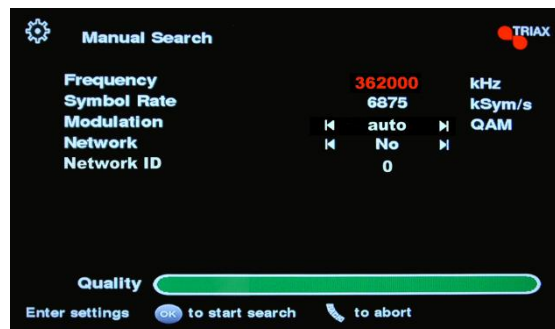 Manual Search
TRIAX
Frequency 362000 kHz
Symbol Rate 6875 kSym/s
Modulation auto QAM
Network No
Network ID 0
Quality
Enter settings OK to start search to abort